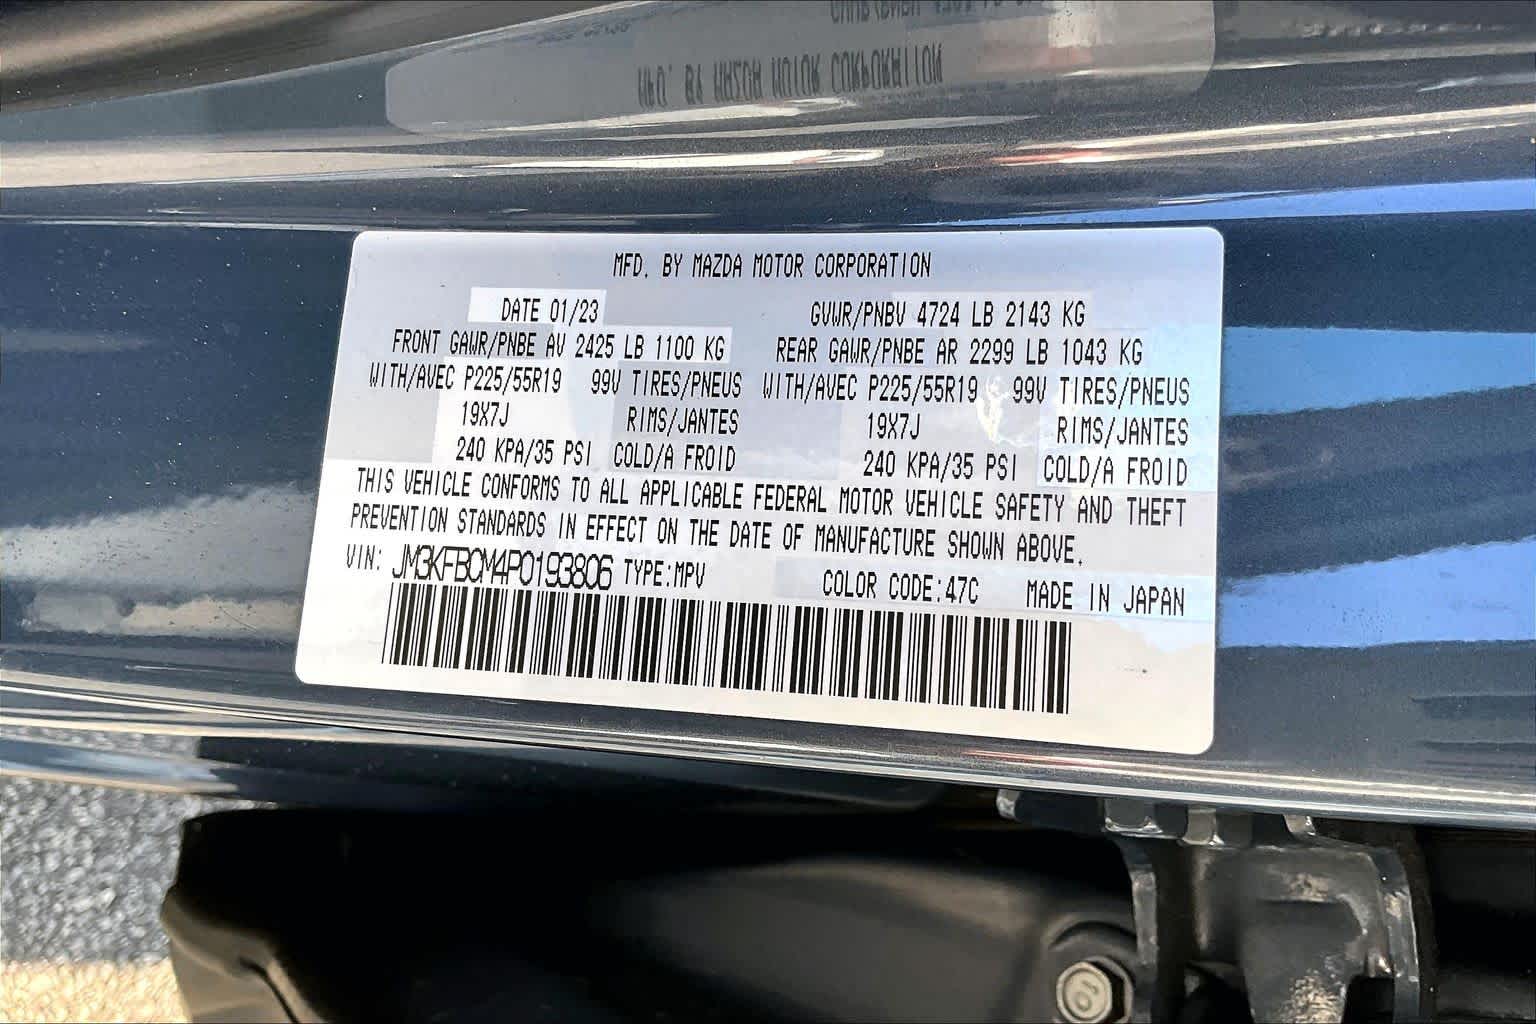 MFD. BY MAZDA MOTOR CORPORATION
DATE 01/23 GVWR/PNBV 4724 LB 2143 KG
FRONT GAWR/PNBE AV 2425 LB 1100 KG REAR GAWR/PNBE AR 2299 LB 1043 KG
WITH/AVEC P225/55R19 99V TIRES/PNEUS WITH/AVEC P225/55R19 99V TIRES/PNEUS
19X7J RIMS/JANTES 19X7J RIMS/JANTES
240 KPA/35 PSI COLD/A FROID 240 KPA/35 PSI COLD/A FROID
THIS VEHICLE CONFORMS TO ALL APPLICABLE FEDERAL MOTOR VEHICLE SAFETY AND THEFT
PREVENTION STANDARDS IN EFFECT ON THE DATE OF MANUFACTURE SHOWN ABOVE.
VIN: JM3KFBCM4P0193806 TYPE:MPV COLOR CODE:47C MADE IN JAPAN
10